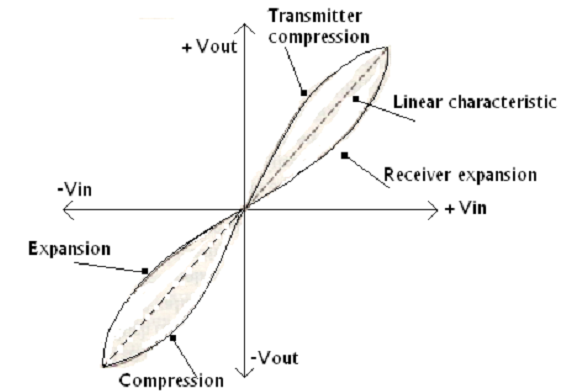 Transmitter
compression
+ Vout
Linear characteristic
Receiver expansion
-Vin
+ Vin
Expansion
-Vout
Compression